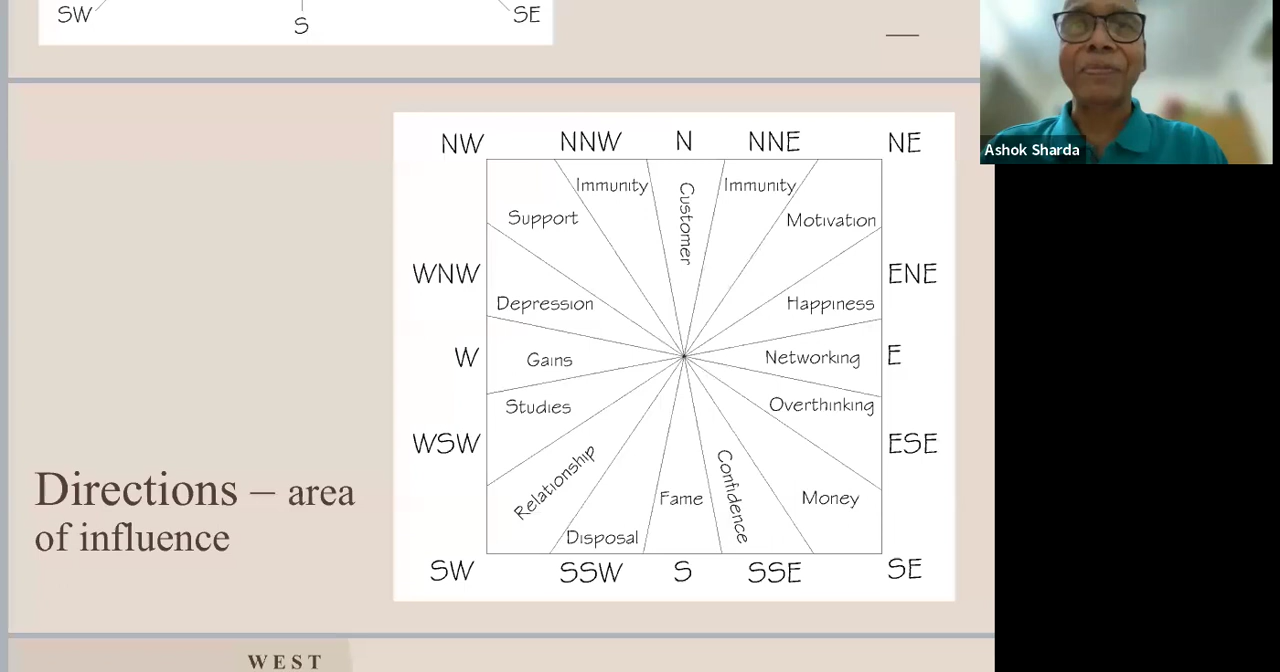 SW
S
SE
Ashok Sharda
NW
NNW
N
NNE
NE
Immunity
Customer
Immunity
Support
Motivation
WNW
ENE
Depression
Happiness
W
Gains
Networking
E
Studies
Overthinking
WSW
ESE
Relationship
Confidence
Fame
Money
Disposal
SW
SSW
S
SSE
SE
Directions – area
of influence
WEST